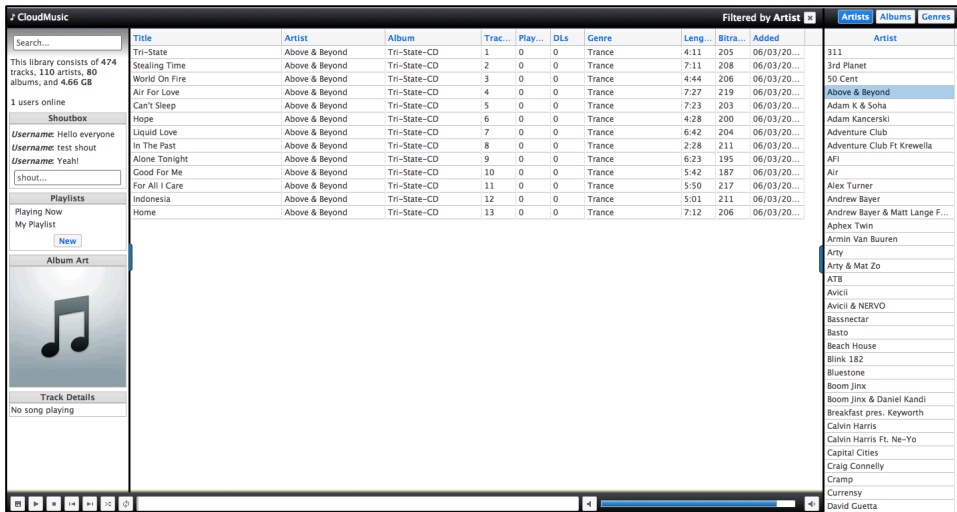 ♪ CloudMusic
Filtered by Artist x
Artists Albums Genres
Search...
This library consists of 474
tracks, 110 artists, 80
albums, and 4.66 GB
1 users online
Shoutbox
Username: Hello everyone
Username: test shout
Username: Yeah!
shout...
Playlists
Playing Now
My Playlist
New
Album Art
Track Details
No song playing
Title Artist Album Trac... Play... DLs Genre Leng... Bitra... Added
Tri-State Above & Beyond Tri-State-CD 1 0 0 Trance 4:11 205 06/03/20...
Stealing Time Above & Beyond Tri-State-CD 2 0 0 Trance 7:11 208 06/03/20...
World On Fire Above & Beyond Tri-State-CD 3 0 0 Trance 4:44 206 06/03/20...
Air For Love Above & Beyond Tri-State-CD 4 0 0 Trance 7:27 219 06/03/20...
Can't Sleep Above & Beyond Tri-State-CD 5 0 0 Trance 7:23 203 06/03/20...
Hope Above & Beyond Tri-State-CD 6 0 0 Trance 4:28 200 06/03/20...
Liquid Love Above & Beyond Tri-State-CD 7 0 0 Trance 6:42 204 06/03/20...
In The Past Above & Beyond Tri-State-CD 8 0 0 Trance 2:28 211 06/03/20...
Alone Tonight Above & Beyond Tri-State-CD 9 0 0 Trance 6:23 195 06/03/20...
Good For Me Above & Beyond Tri-State-CD 10 0 0 Trance 5:42 187 06/03/20...
For All I Care Above & Beyond Tri-State-CD 11 0 0 Trance 5:50 217 06/03/20...
Indonesia Above & Beyond Tri-State-CD 12 0 0 Trance 5:01 211 06/03/20...
Home Above & Beyond Tri-State-CD 13 0 0 Trance 7:12 206 06/03/20...
Artist
311
3rd Planet
50 Cent
Above & Beyond
Adam K & Soha
Adam Kancerski
Adventure Club
Adventure Club Ft Krewella
AFI
Air
Alex Turner
Andrew Bayer
Andrew Bayer & Matt Lange F...
Aphex Twin
Armin Van Buuren
Arty
Arty & Mat Zo
ATB
Avicii
Avicii & NERVO
Bassnectar
Basto
Beach House
Blink 182
Bluestone
Boom Jinx
Boom Jinx & Daniel Kandi
Breakfast pres. Keyworth
Calvin Harris
Calvin Harris Ft. Ne-Yo
Capital Cities
Craig Connelly
Cramp
Currensy
David Guetta